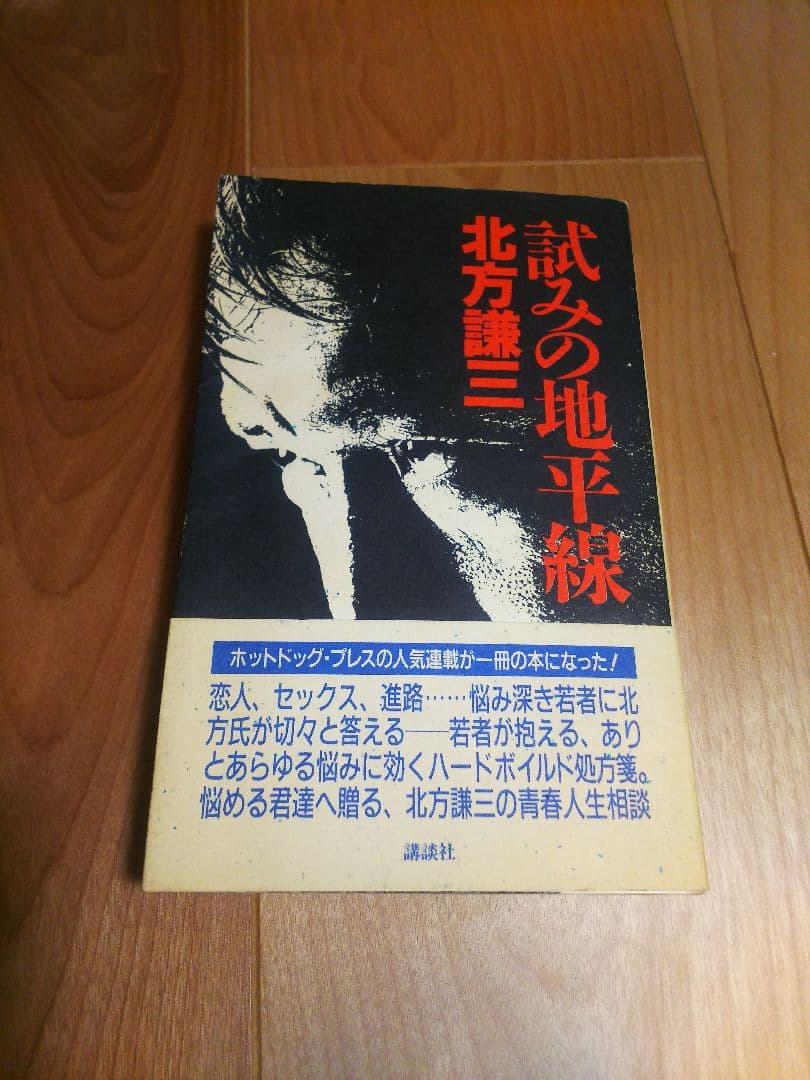 試みの地平線
北方謙三
ホットドッグ・プレスの人気連載が一冊の本になった!
恋人、セックス、進路……悩み深き若者に北
方氏が切々と答える──若者が抱える、あり
とあらゆる悩みに効くハードボイルド処方箋。
悩める君達へ贈る、北方謙三の青春人生相談
講談社